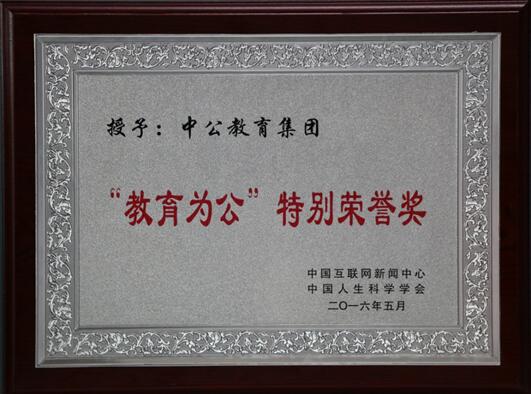 授予：中公教育集团
“教育为公”特别荣誉奖
中国互联网新闻中心
中国人生科学学会
二〇一六年五月